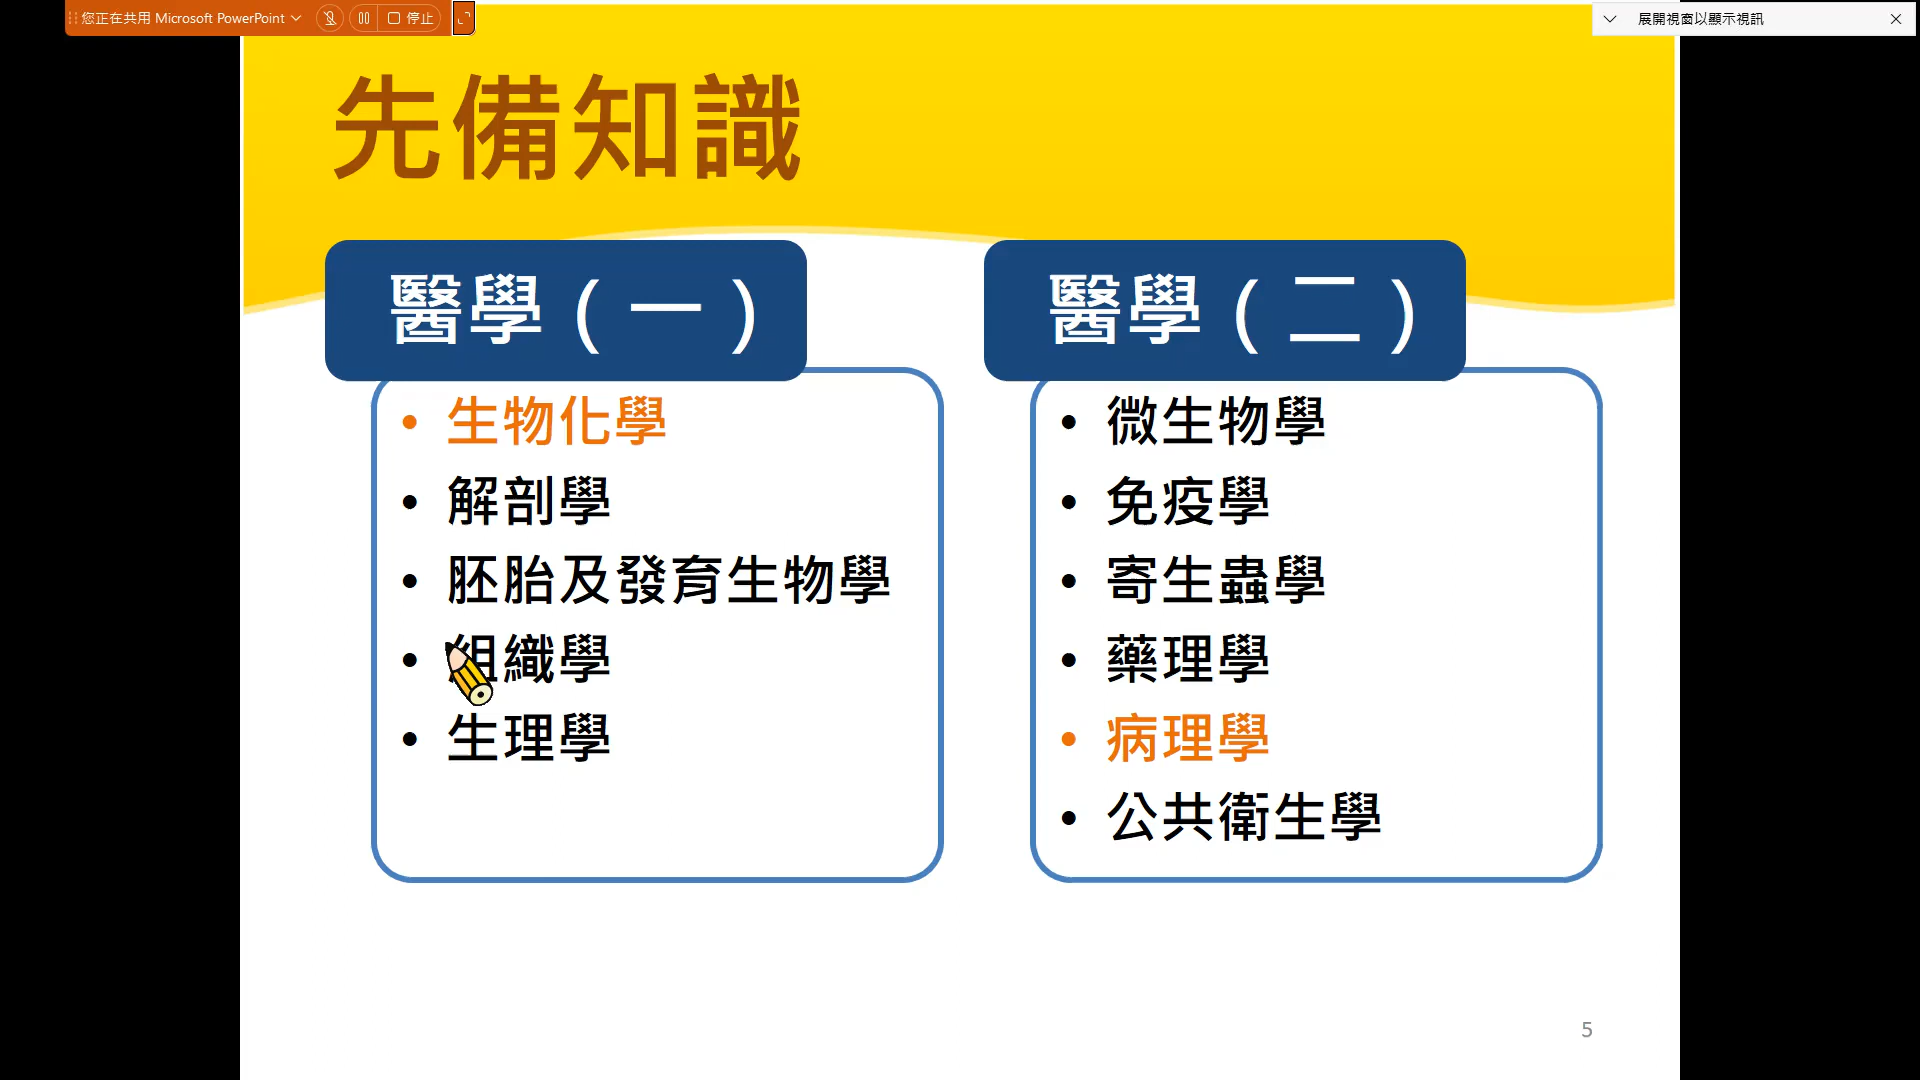 您正在共用 Microsoft PowerPoint
停止
展開視窗以顯示視訊
先備知識
醫學(一)
• 生物化學
• 解剖學
• 胚胎及發育生物學
• 組織學
• 生理學
醫學(二)
• 微生物學
• 免疫學
• 寄生蟲學
• 藥理學
• 病理學
• 公共衛生學
5